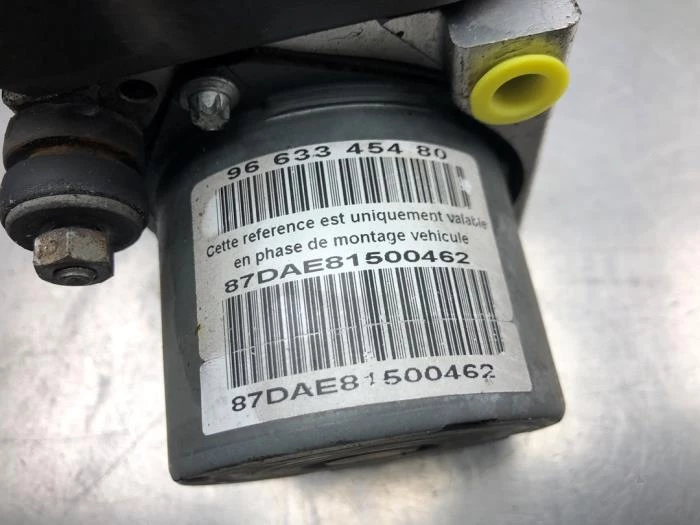 96 633 454 80
Cette reference est uniquement valable
en phase de montage vehicule
87DAE81500462
87DAE81500462